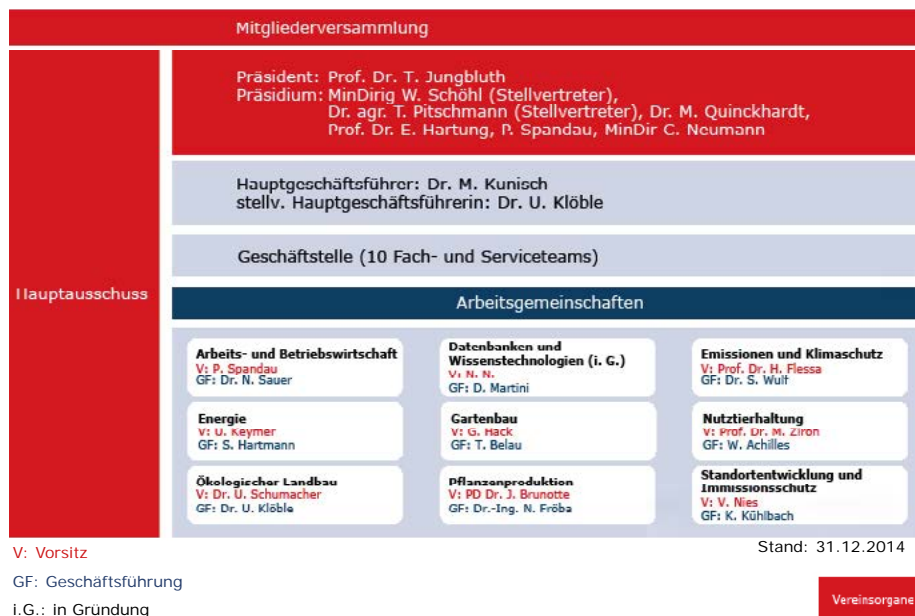 Mitgliederversammlung
Präsident: Prof. Dr. T. Jungbluth
Präsidium: MinDirig W. Schöhl (Stellvertreter),
Dr. agr. T. Pitschmann (Stellvertreter), Dr. M. Quinckhardt,
Prof. Dr. E. Hartung, P. Spandau, MinDir C. Neumann
Hauptgeschäftsführer: Dr. M. Kunisch
stellv. Hauptgeschäftsführerin: Dr. U. Klöble
Geschäftstelle (10 Fach- und Serviceteams)
Hauptausschuss
Arbeitsgemeinschaften
Arbeits- und Betriebswirtschaft
V: P. Spandau
GF: Dr. N. Sauer
Datenbanken und
Wissenstechnologien (i. G.)
V: N. N.
GF: D. Martini
Emissionen und Klimaschutz
V: Prof. Dr. H. Flessa
GF: Dr. S. Wulf
Energie
V: U. Keymer
GF: S. Hartmann
Gartenbau
V: G. Hack
GF: T. Belau
Nutztierhaltung
V: Prof. Dr. M. Ziron
GF: W. Achilles
Ökologischer Landbau
V: Dr. U. Schumacher
GF: Dr. U. Klöble
Pflanzenproduktion
V: PD Dr. J. Brunotte
GF: Dr.-Ing. N. Fröba
Standortentwicklung und
Immissionsschutz
V: V. Nies
GF: K. Kühlbach
V: Vorsitz
GF: Geschäftsführung
i.G.: in Gründung
Stand: 31.12.2014
Vereinsorgane